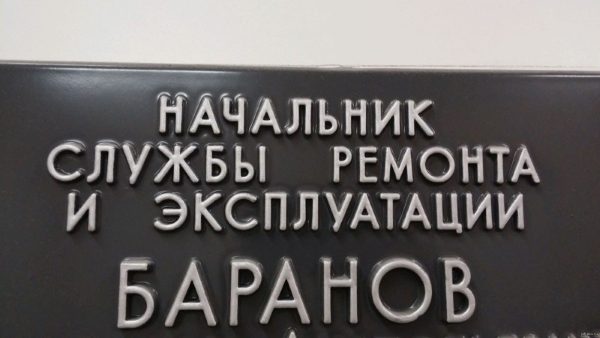 НАЧАЛЬНИК
СЛУЖБЫ РЕМОНТА
И ЭКСПЛУАТАЦИИ
БАРАНОВ